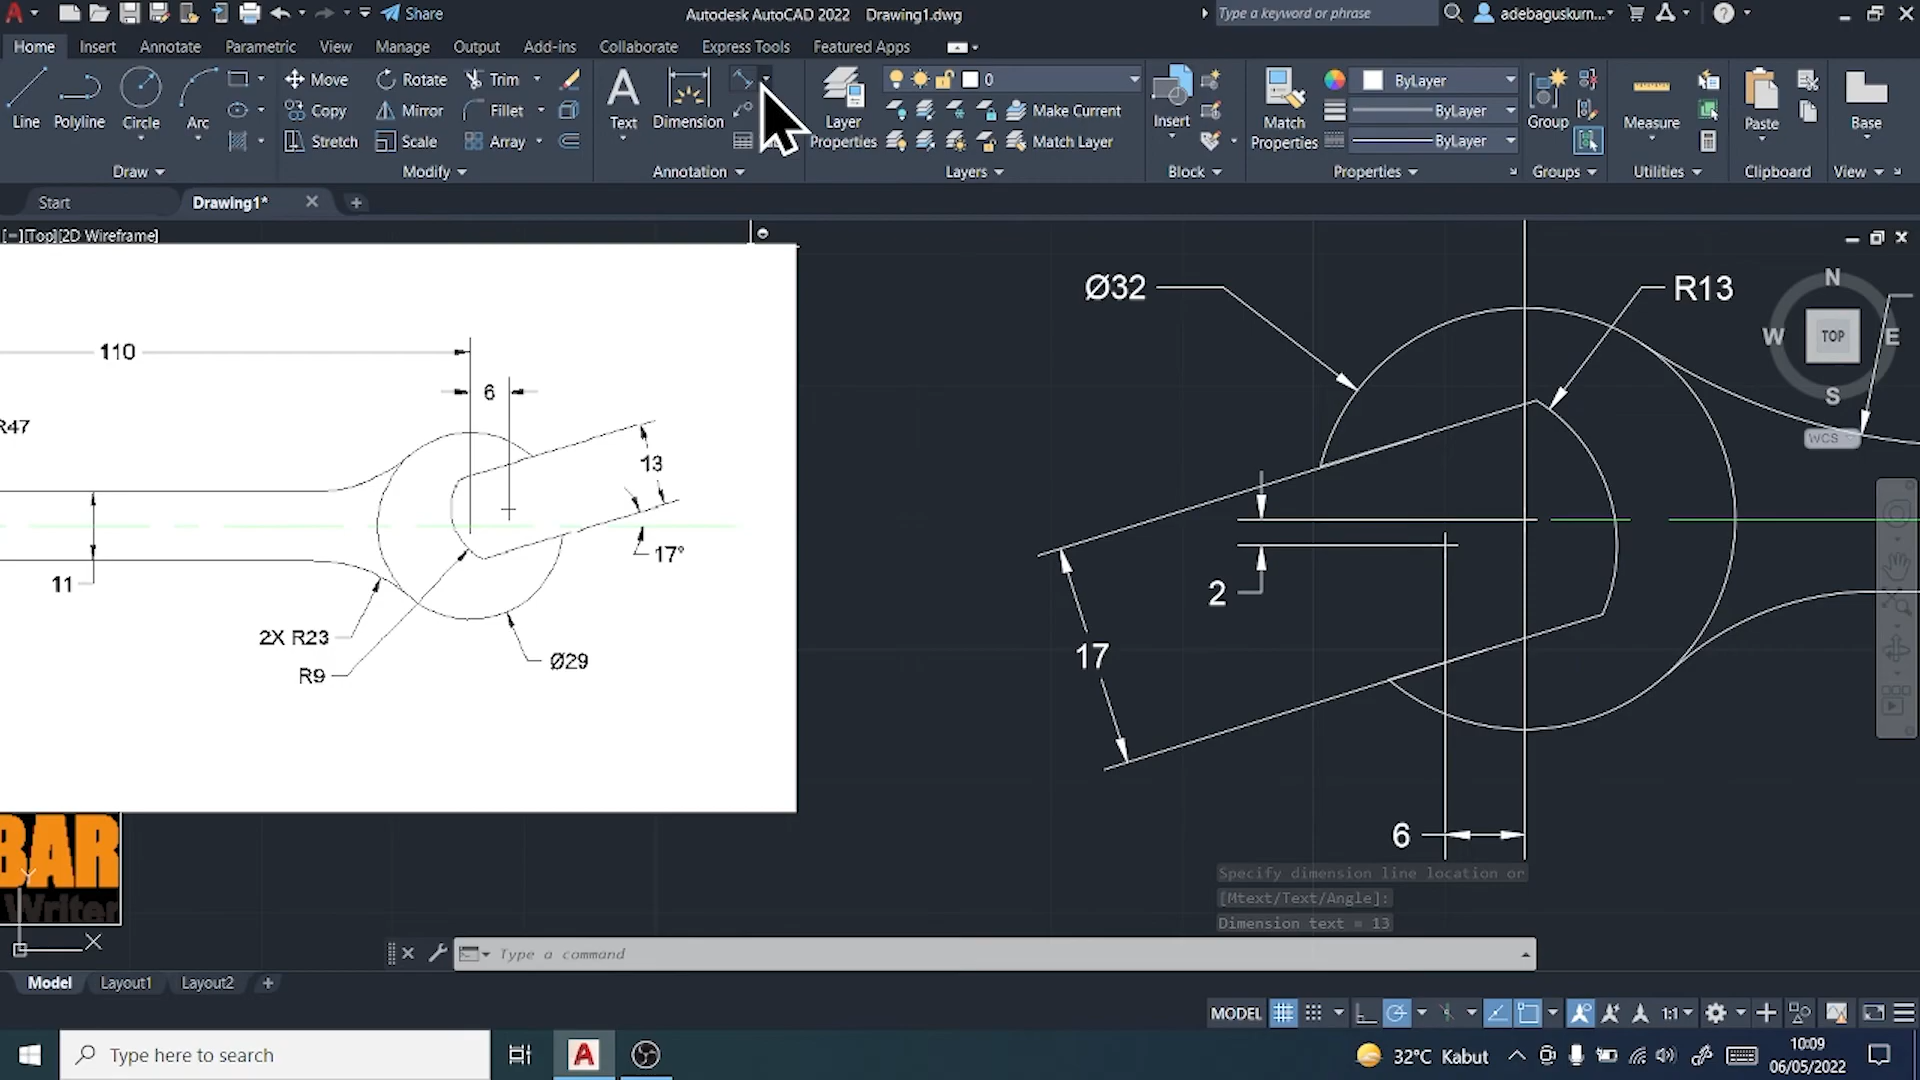 Share
Autodesk AutoCAD 2022 Drawing1.dwg
Type a keyword or phrase
adebaguskurn...
Home Insert Annotate Parametric View Manage Output Add-ins Collaborate Express Tools Featured Apps
Line Polyline Circle Arc
Move Rotate Trim
Copy Mirror Fillet
Stretch Scale Array
Text Dimension
Layer Properties
0
Make Current
Match Layer
Insert
Match Properties
ByLayer
ByLayer
ByLayer
Group
Measure
Paste
Base
Draw Modify Annotation Layers Block Properties Groups Utilities Clipboard View
Start Drawing1*
[−][Top][2D Wireframe]
110
6
R47
13
17°
11
2X R23
R9
Ø29
Ø32
R13
2
17
6
N
W TOP E
S
WCS
BAR
Writer
Y
X
Specify dimension line location or
[Mtext/Text/Angle]:
Dimension text = 13
Type a command
Model Layout1 Layout2
MODEL
1:1
Type here to search
32°C Kabut
10:09
06/05/2022